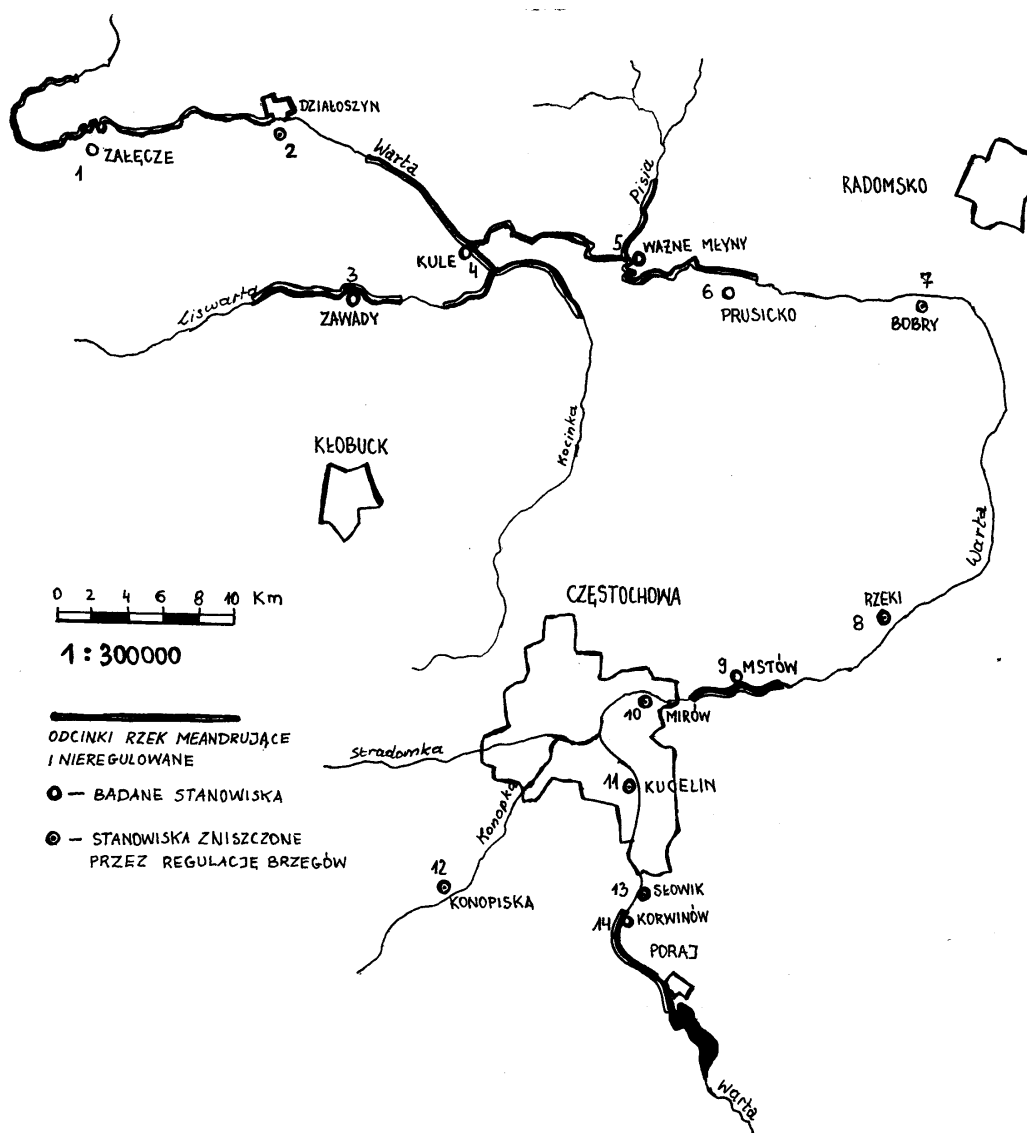 DZIAŁOSZYN
2
1 ZAŁĘCZE
Warta
Pisia
RADOMSKO
5 WAŻNE MŁYNY
KULE
4
3
ZAWADY
Liswarta
6
PRUSICKO
7
BOBRY
Kocinka
KŁOBUCK
Warta
0 2 4 6 8 10 Km
1 : 300000
CZĘSTOCHOWA
RZEKI
8
9 MSTÓW
10 MIRÓW
ODCINKI RZEK MEANDRUJĄCE
I NIEREGULOWANE
Stradomka
11 KUCELIN
– BADANE STANOWISKA
Konopka
– STANOWISKA ZNISZCZONE
PRZEZ REGULACJĘ BRZEGÓW
12
KONOPISKA
13 SŁOWIK
14 KORWINÓW
PORAJ
Warta